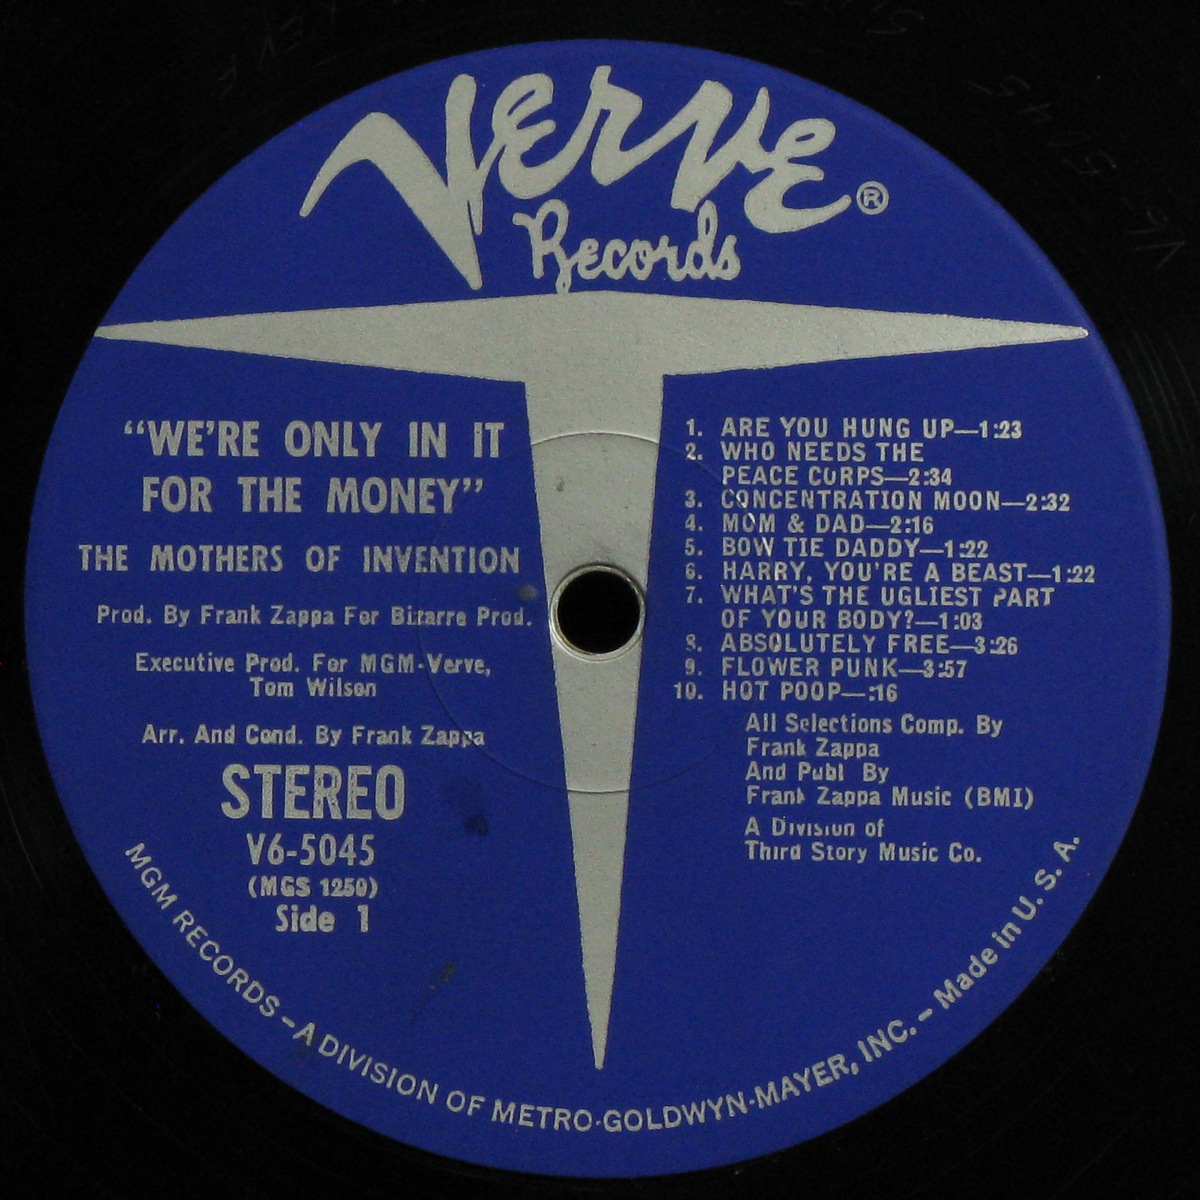 Verve ®
Records
"WE'RE ONLY IN IT
FOR THE MONEY"
THE MOTHERS OF INVENTION
Prod. By Frank Zappa For Bizarre Prod.
Executive Prod. For MGM-Verve,
Tom Wilson
Arr. And Cond. By Frank Zappa
STEREO
V6-5045
(MGS 1250)
Side 1
1. ARE YOU HUNG UP—1:23
2. WHO NEEDS THE
PEACE CORPS—2:34
3. CONCENTRATION MOON—2:32
4. MOM & DAD—2:16
5. BOW TIE DADDY—1:22
6. HARRY, YOU'RE A BEAST—1:22
7. WHAT'S THE UGLIEST PART
OF YOUR BODY?—1:03
8. ABSOLUTELY FREE—3:26
9. FLOWER PUNK—3:57
10. HOT POOP—:16
All Selections Comp. By
Frank Zappa
And Publ By
Frank Zappa Music (BMI)
A Division of
Third Story Music Co.
MGM RECORDS – A DIVISION OF METRO-GOLDWYN-MAYER, INC. – Made in U. S. A.